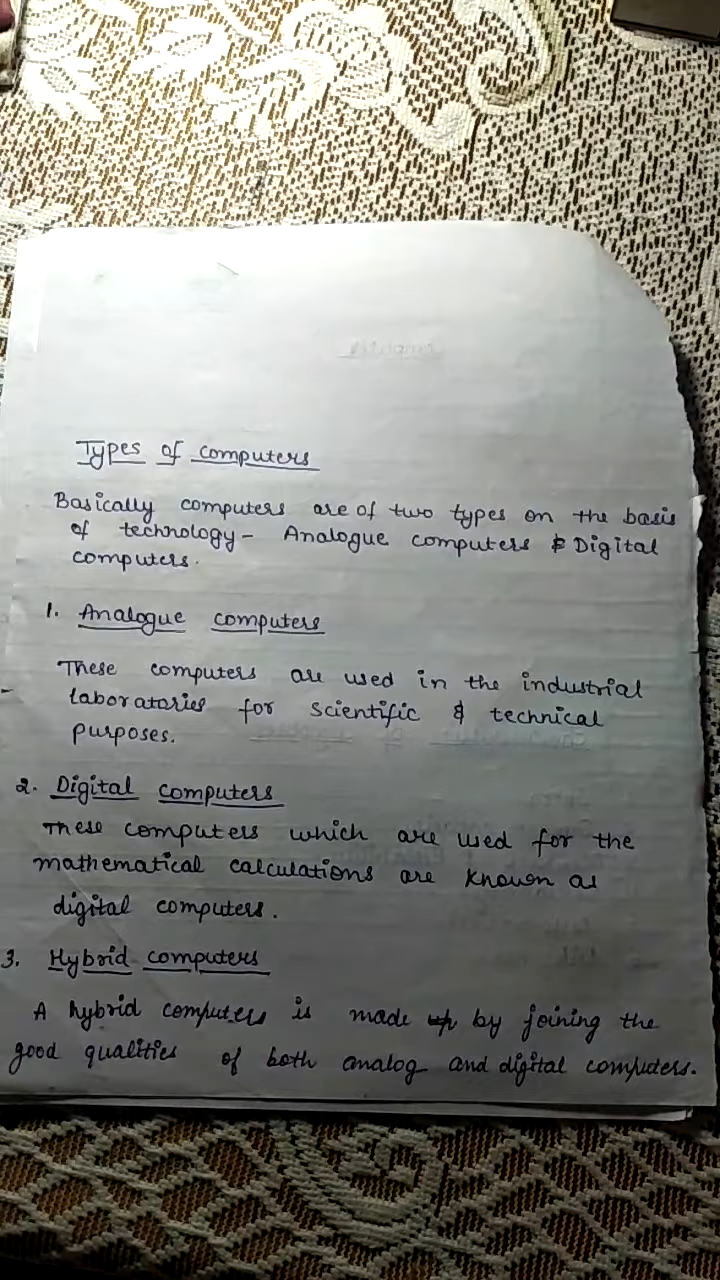 Types of computers
Basically computers are of two types on the basis
of technology - Analogue computers & Digital
computers.
1. Analogue computers
These computers are used in the industrial
laboratories for scientific & technical
purposes.
2. Digital computers
These computers which are used for the
mathematical calculations are known as
digital computers.
3. Hybrid computers
A hybrid computers is made by joining the
good qualities of both analog and digital computers.